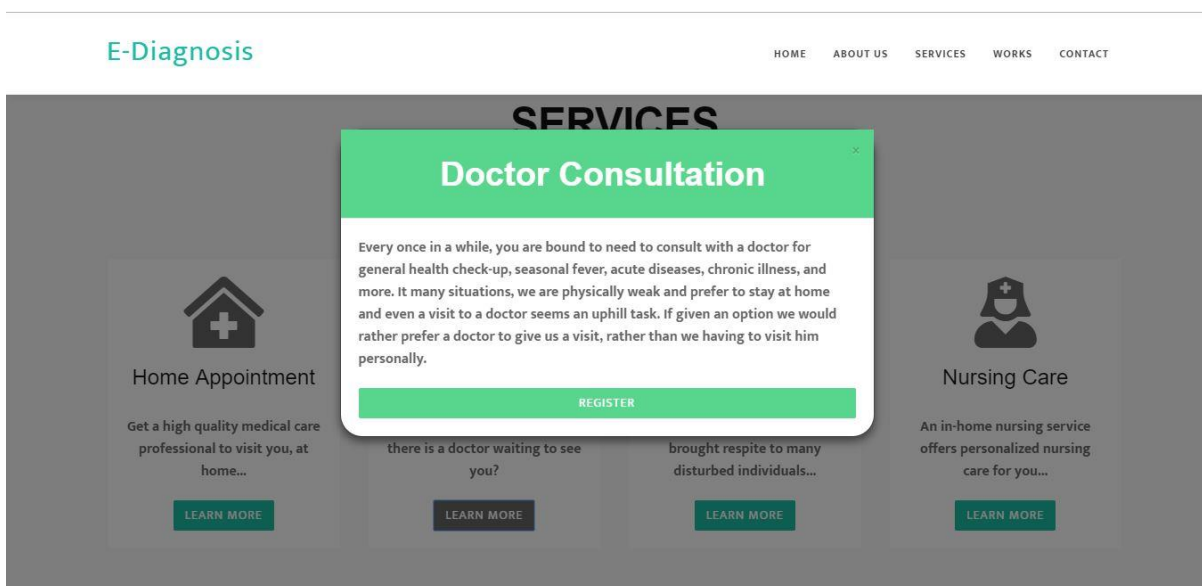 E-Diagnosis
HOME ABOUT US SERVICES WORKS CONTACT
SERVICES
×
Doctor Consultation
Every once in a while, you are bound to need to consult with a doctor for
general health check-up, seasonal fever, acute diseases, chronic illness, and
more. It many situations, we are physically weak and prefer to stay at home
and even a visit to a doctor seems an uphill task. If given an option we would
rather prefer a doctor to give us a visit, rather than we having to visit him
personally.
REGISTER
Home Appointment
Get a high quality medical care
professional to visit you, at
home...
LEARN MORE
there is a doctor waiting to see
you?
LEARN MORE
brought respite to many
disturbed individuals...
LEARN MORE
Nursing Care
An in-home nursing service
offers personalized nursing
care for you...
LEARN MORE